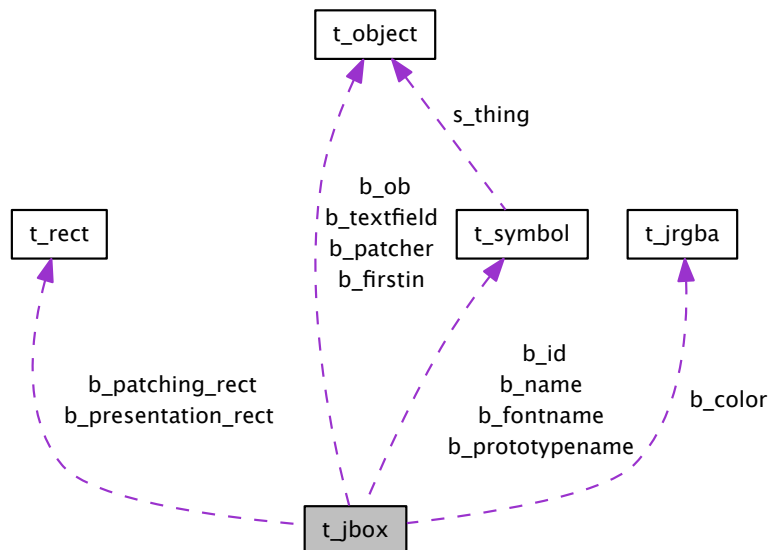 t_object
s_thing
b_ob
b_textfield
b_patcher
b_firstin
t_rect
t_symbol
t_jrgba
b_patching_rect
b_presentation_rect
b_id
b_name
b_fontname
b_prototypename
b_color
t_jbox